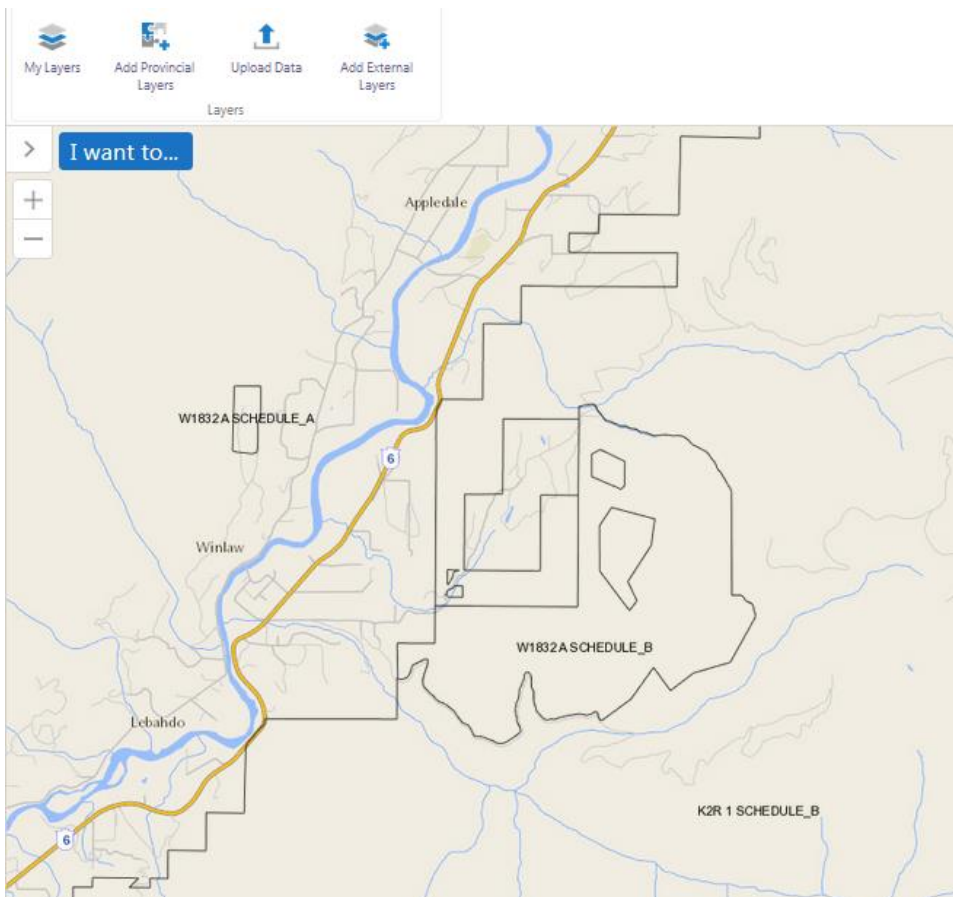 My Layers
Add Provincial
Layers
Upload Data
Add External
Layers
Layers
I want to...
Appledale
W1832A SCHEDULE_A
6
Winlaw
W1832A SCHEDULE_B
Lebahdo
K2R 1 SCHEDULE_B
6